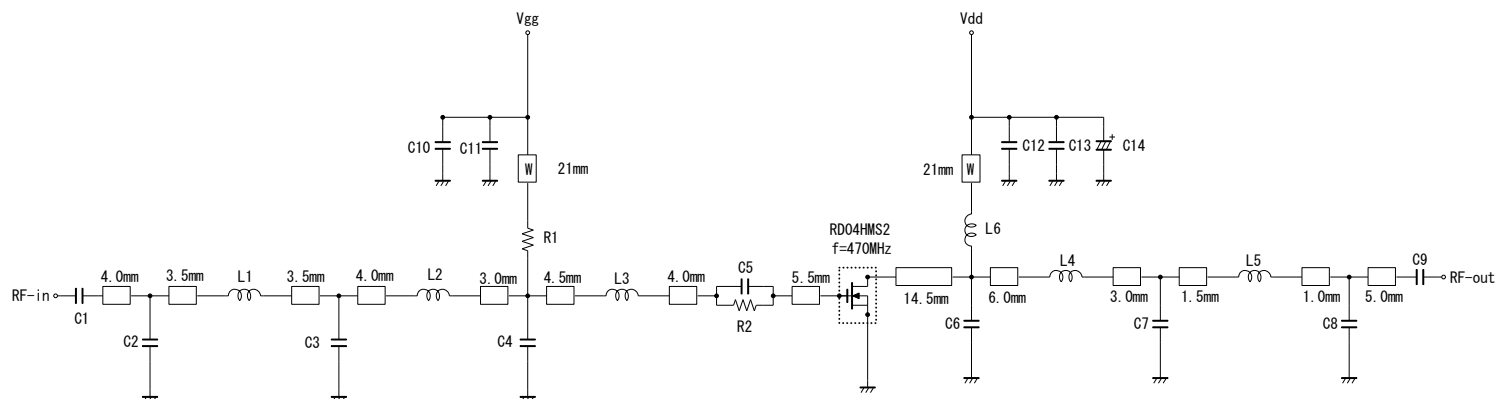 Vgg
Vdd
C10
C11
W
21mm
C12
C13
+
C14
21mm
W
R1
RD04HMS2
f=470MHz
L6
RF-in
C1
4.0mm
3.5mm
L1
3.5mm
4.0mm
L2
3.0mm
4.5mm
L3
4.0mm
C5
R2
5.5mm
14.5mm
6.0mm
L4
3.0mm
1.5mm
L5
1.0mm
5.0mm
C9
RF-out
C2
C3
C4
C6
C7
C8